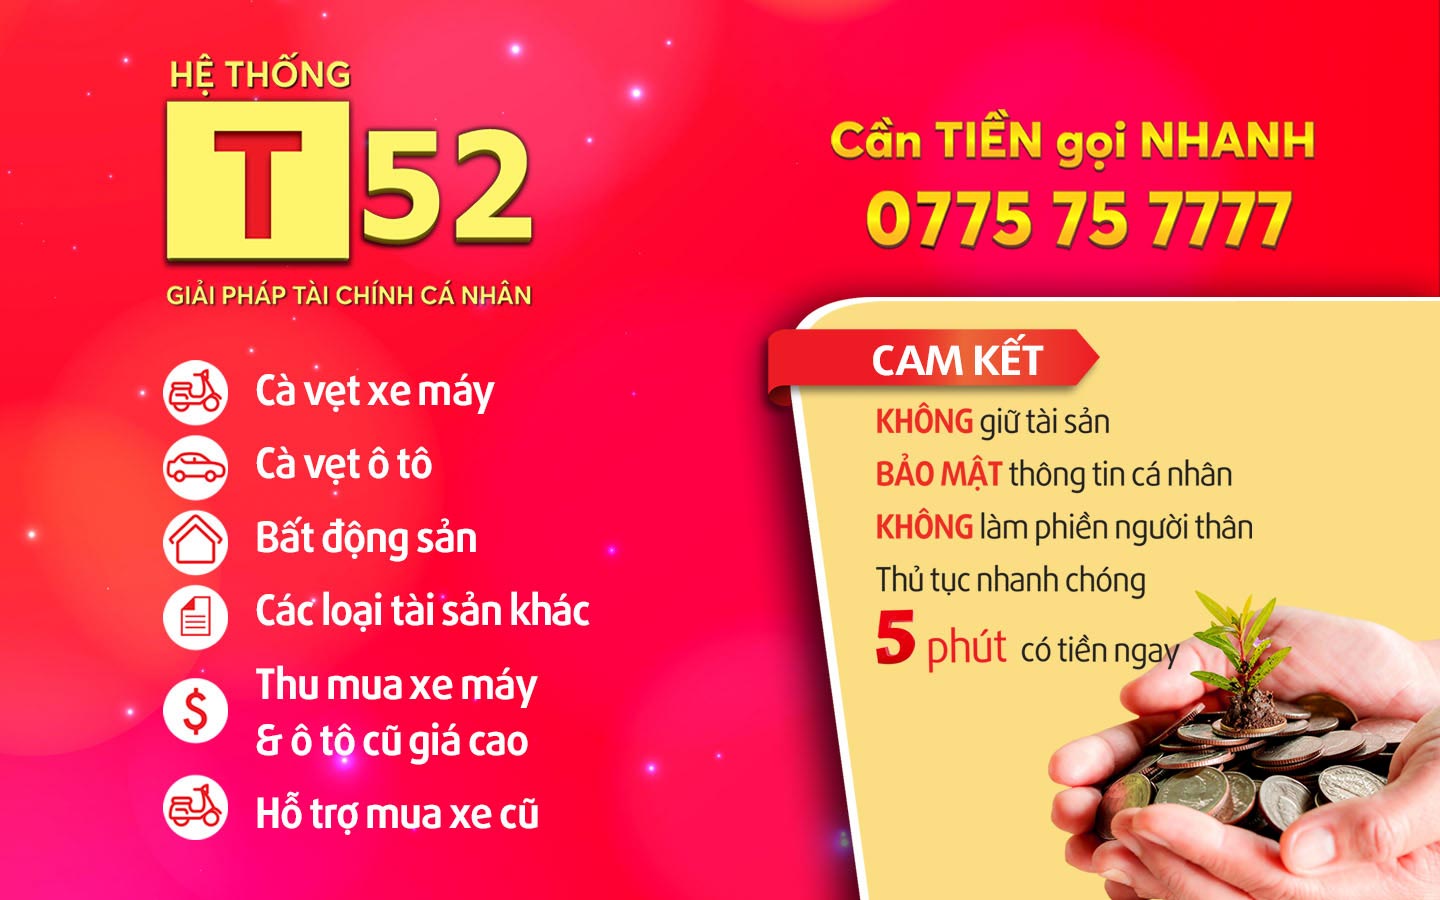 HỆ THỐNG
T52
GIẢI PHÁP TÀI CHÍNH CÁ NHÂN
Cà vẹt xe máy
Cà vẹt ô tô
Bất động sản
Các loại tài sản khác
$
Thu mua xe máy
& ô tô cũ giá cao
Hỗ trợ mua xe cũ
Cần TIỀN gọi NHANH
0775 75 7777
CAM KẾT
KHÔNG giữ tài sản
BẢO MẬT thông tin cá nhân
KHÔNG làm phiền người thân
Thủ tục nhanh chóng
5 phút có tiền ngay